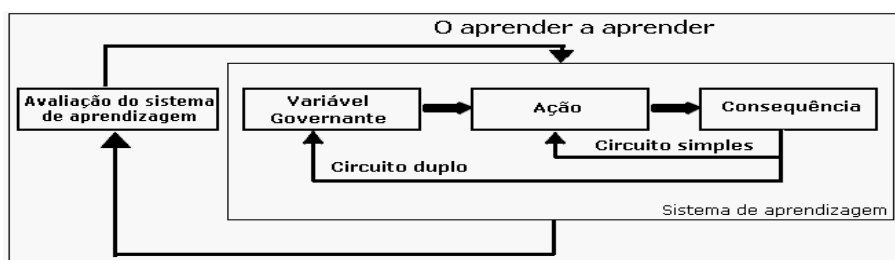 O aprender a aprender
Avaliação do sistema
de aprendizagem
Variável
Governante
Ação
Consequência
Circuito simples
Circuito duplo
Sistema de aprendizagem